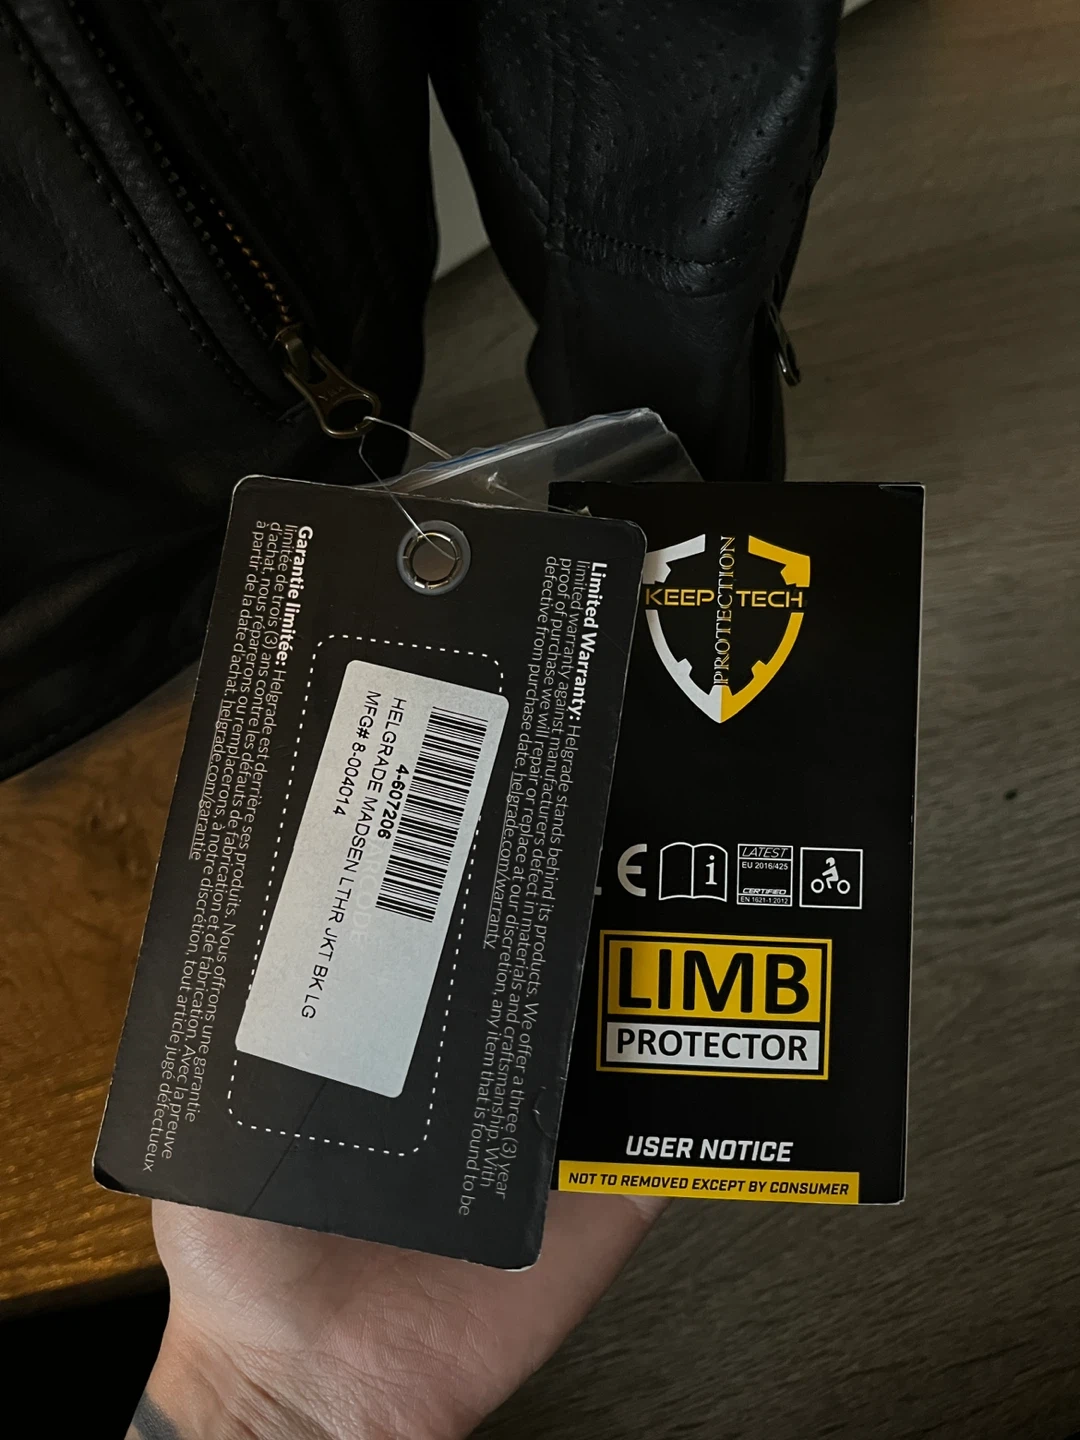 Garantie limitée: Helgrade est derrière ses produits. Nous offrons une garantie
limitée de trois (3) ans contre les défauts de fabrication. Avec la preuve
d'achat, nous réparerons ou remplacerons, à notre discrétion, tout article jugé défectueux
à partir de la date d'achat. helgrade.com/garantie
4-607206
HELGRADE MADSEN LTHR JKT BK LG
MFG# 8-004014
Limited Warranty: Helgrade stands behind its products. We offer a three (3) year
limited warranty against manufacturers defect in materials and craftsmanship. With
proof of purchase we will repair or replace at our discretion, any item that is found to be
defective from purchase date. helgrade.com/warranty
KEEP TECH
PROTECTION
CE
i
LATEST
EU 2016/425
CERTIFIED
EN 1621-1:2012
LIMB
PROTECTOR
USER NOTICE
NOT TO REMOVED EXCEPT BY CONSUMER